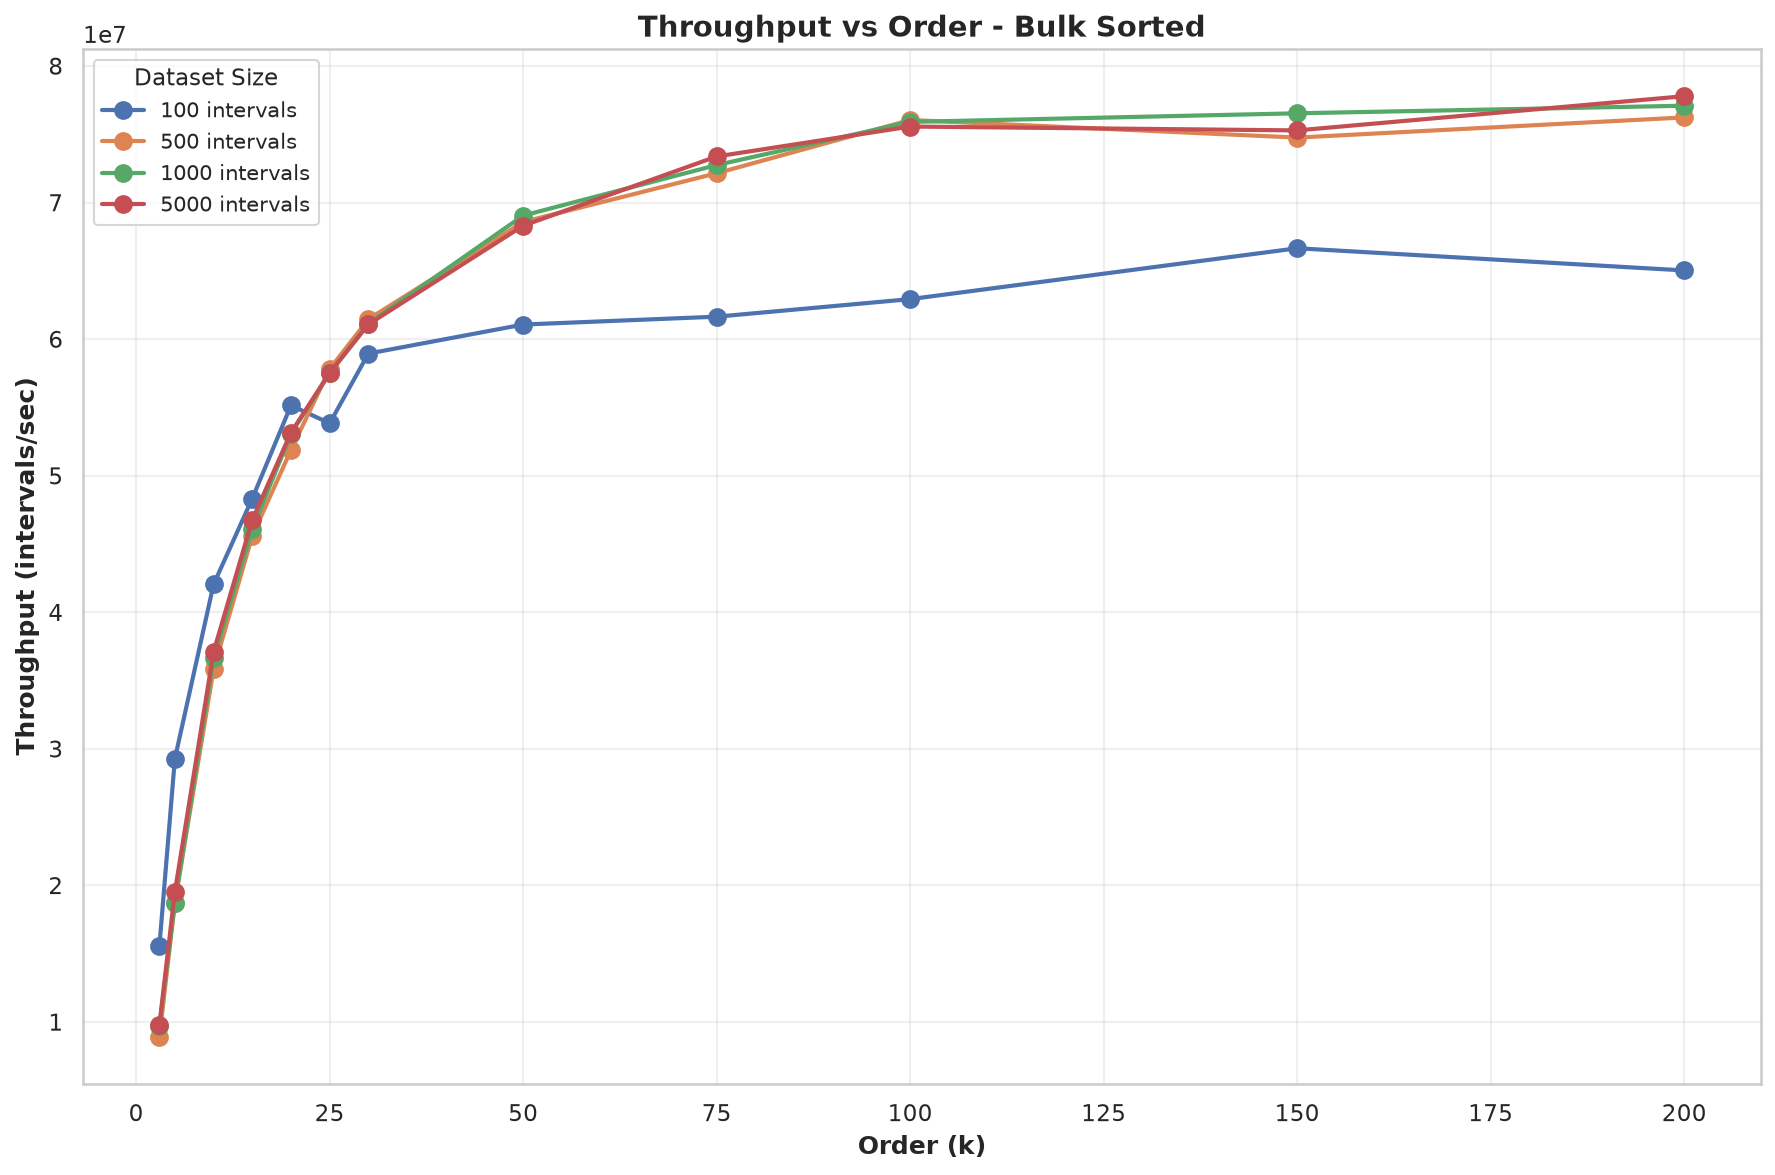 Throughput vs Order - Bulk Sorted
1e7
8
7
6
5
4
3
2
1
Throughput (intervals/sec)
Dataset Size
100 intervals
500 intervals
1000 intervals
5000 intervals
0 25 50 75 100 125 150 175 200
Order (k)